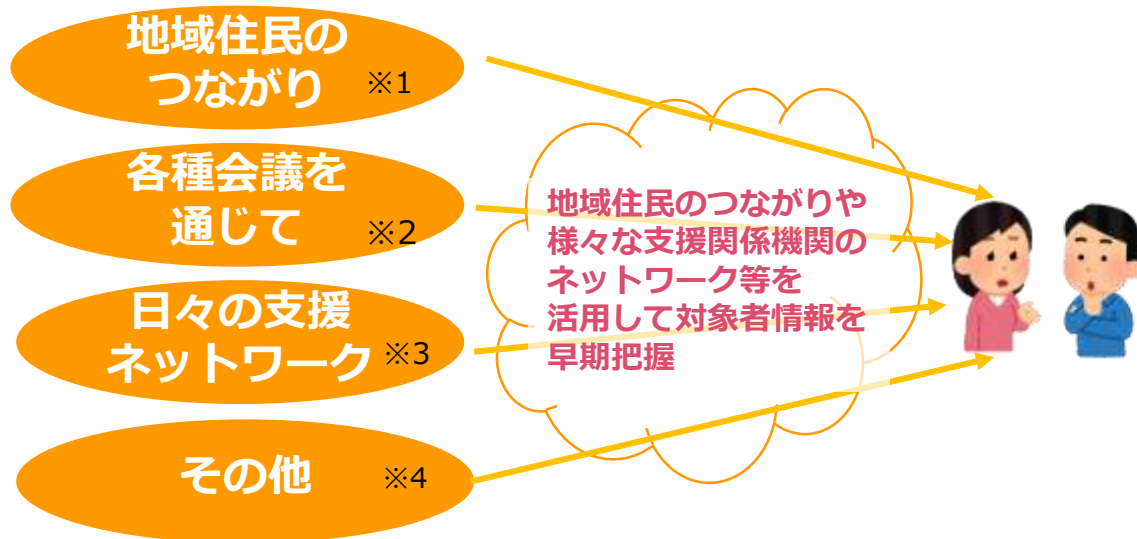 地域住民の
つながり ※1
各種会議を
通じて ※2
日々の支援
ネットワーク ※3
その他 ※4
地域住民のつながりや
様々な支援関係機関の
ネットワーク等を
活用して対象者情報を
早期把握